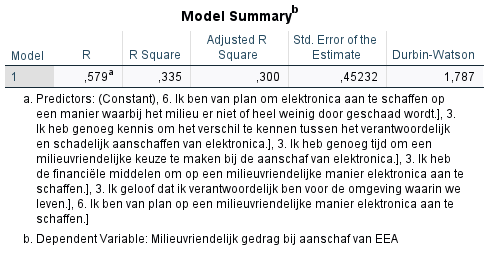 Model Summaryb
Model R R Square Adjusted R Square Std. Error of the Estimate Durbin-Watson
1 ,579a ,335 ,300 ,45232 1,787
a. Predictors: (Constant), 6. Ik ben van plan om elektronica aan te schaffen op
een manier waarbij het milieu er niet of heel weinig door geschaad wordt.], 3.
Ik heb genoeg kennis om het verschil te kennen tussen het verantwoordelijk
en schadelijk aanschaffen van elektronica.], 3. Ik heb genoeg tijd om een
milieuvriendelijke keuze te maken bij de aanschaf van elektronica.], 3. Ik heb
de financiële middelen om op een milieuvriendelijke manier elektronica aan te
schaffen.], 3. Ik geloof dat ik verantwoordelijk ben voor de omgeving waarin we
leven.], 6. Ik ben van plan op een milieuvriendelijke manier elektronica aan te
schaffen.]
b. Dependent Variable: Milieuvriendelijk gedrag bij aanschaf van EEA